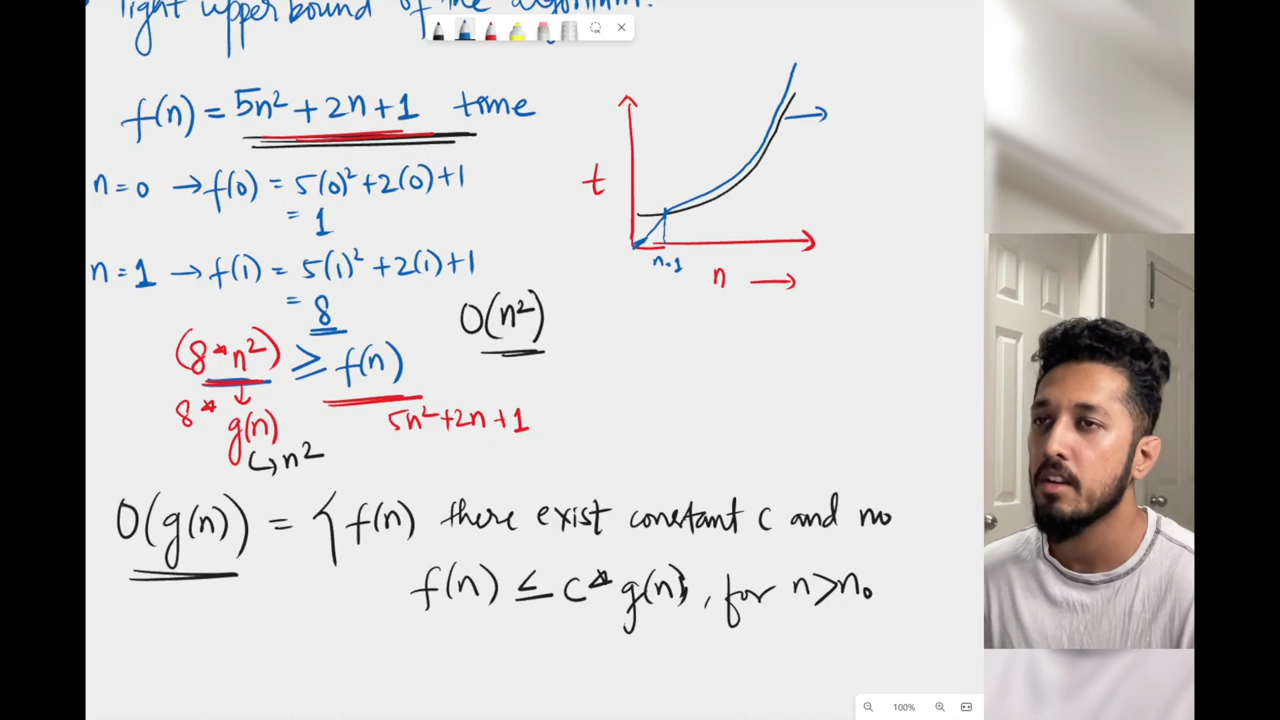 tight upper bound of the algorithm.
f(n) = 5n² + 2n + 1 time
n = 0 → f(0) = 5(0)² + 2(0) + 1
= 1
n = 1 → f(1) = 5(1)² + 2(1) + 1
= 8
(8*n²) ≥ f(n)
O(n²)
8* g(n)
↳ n²
5n² + 2n + 1
O(g(n)) = { f(n) there exist constant c and no
f(n) ≤ c* g(n), for n > n₀
t
n=1
n →
100%